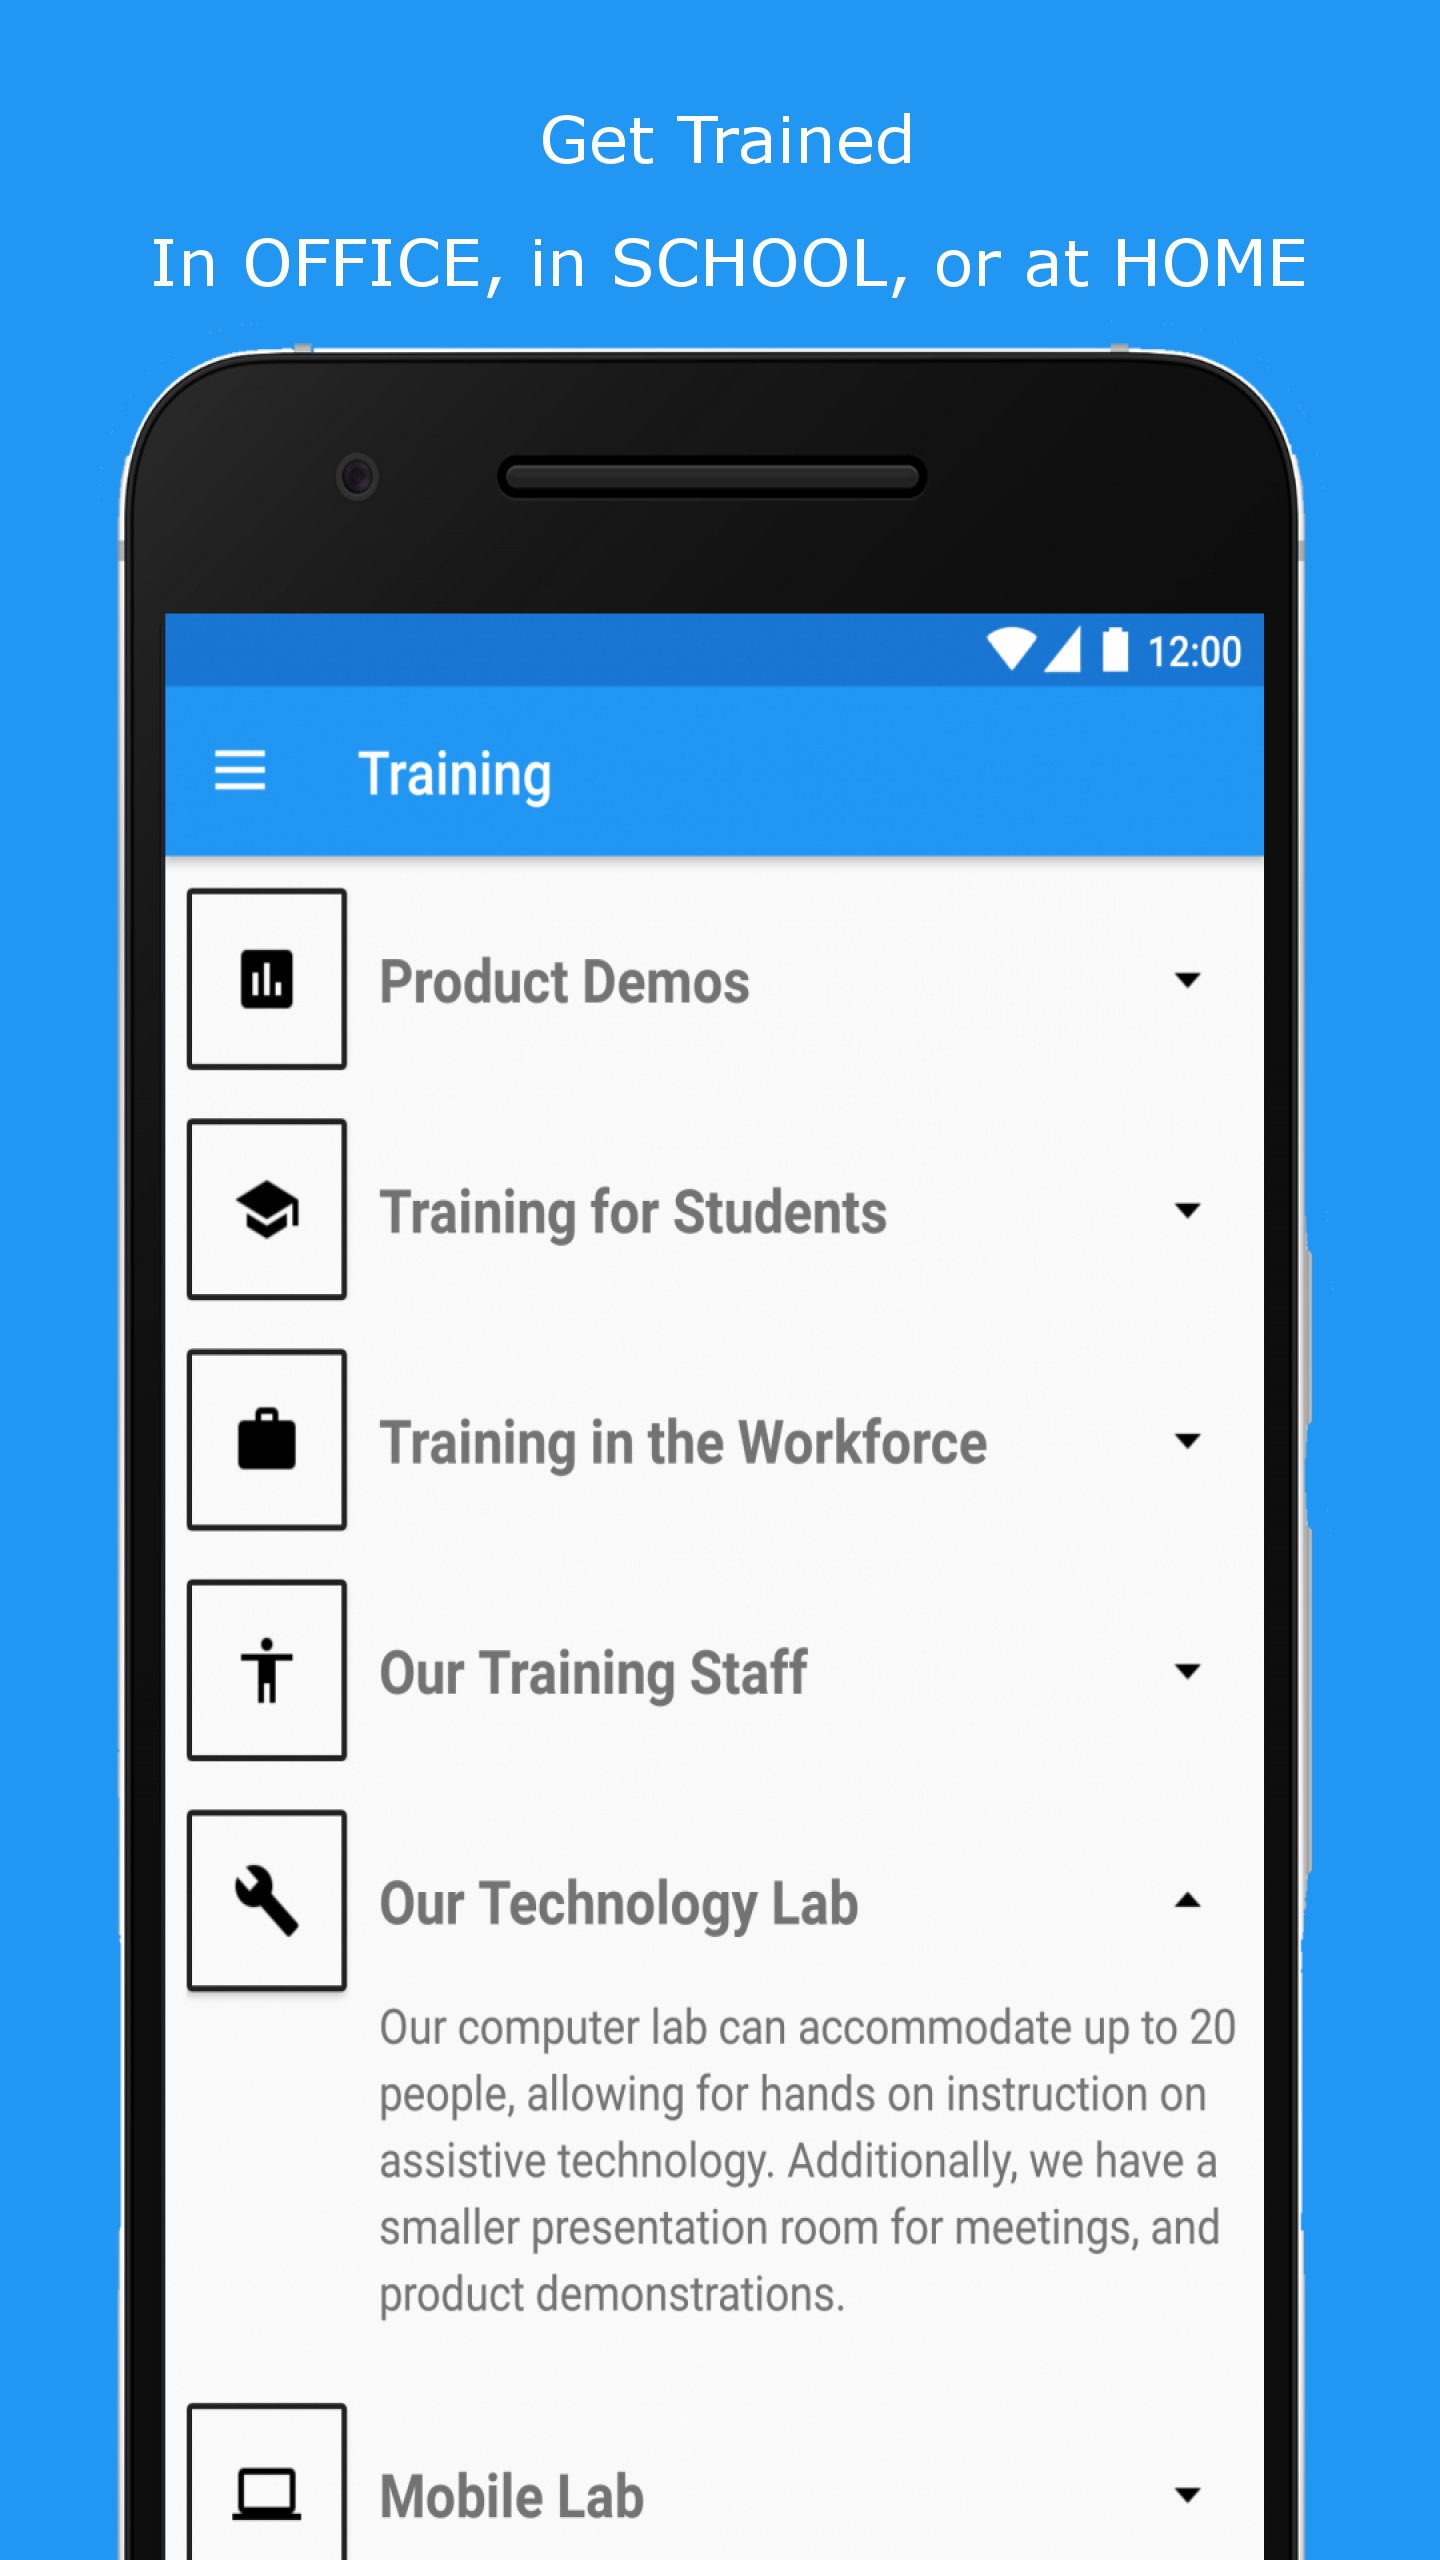 Get Trained
In OFFICE, in SCHOOL, or at HOME
12:00
Training
Product Demos
Training for Students
Training in the Workforce
Our Training Staff
Our Technology Lab
Our computer lab can accommodate up to 20
people, allowing for hands on instruction on
assistive technology. Additionally, we have a
smaller presentation room for meetings, and
product demonstrations.
Mobile Lab